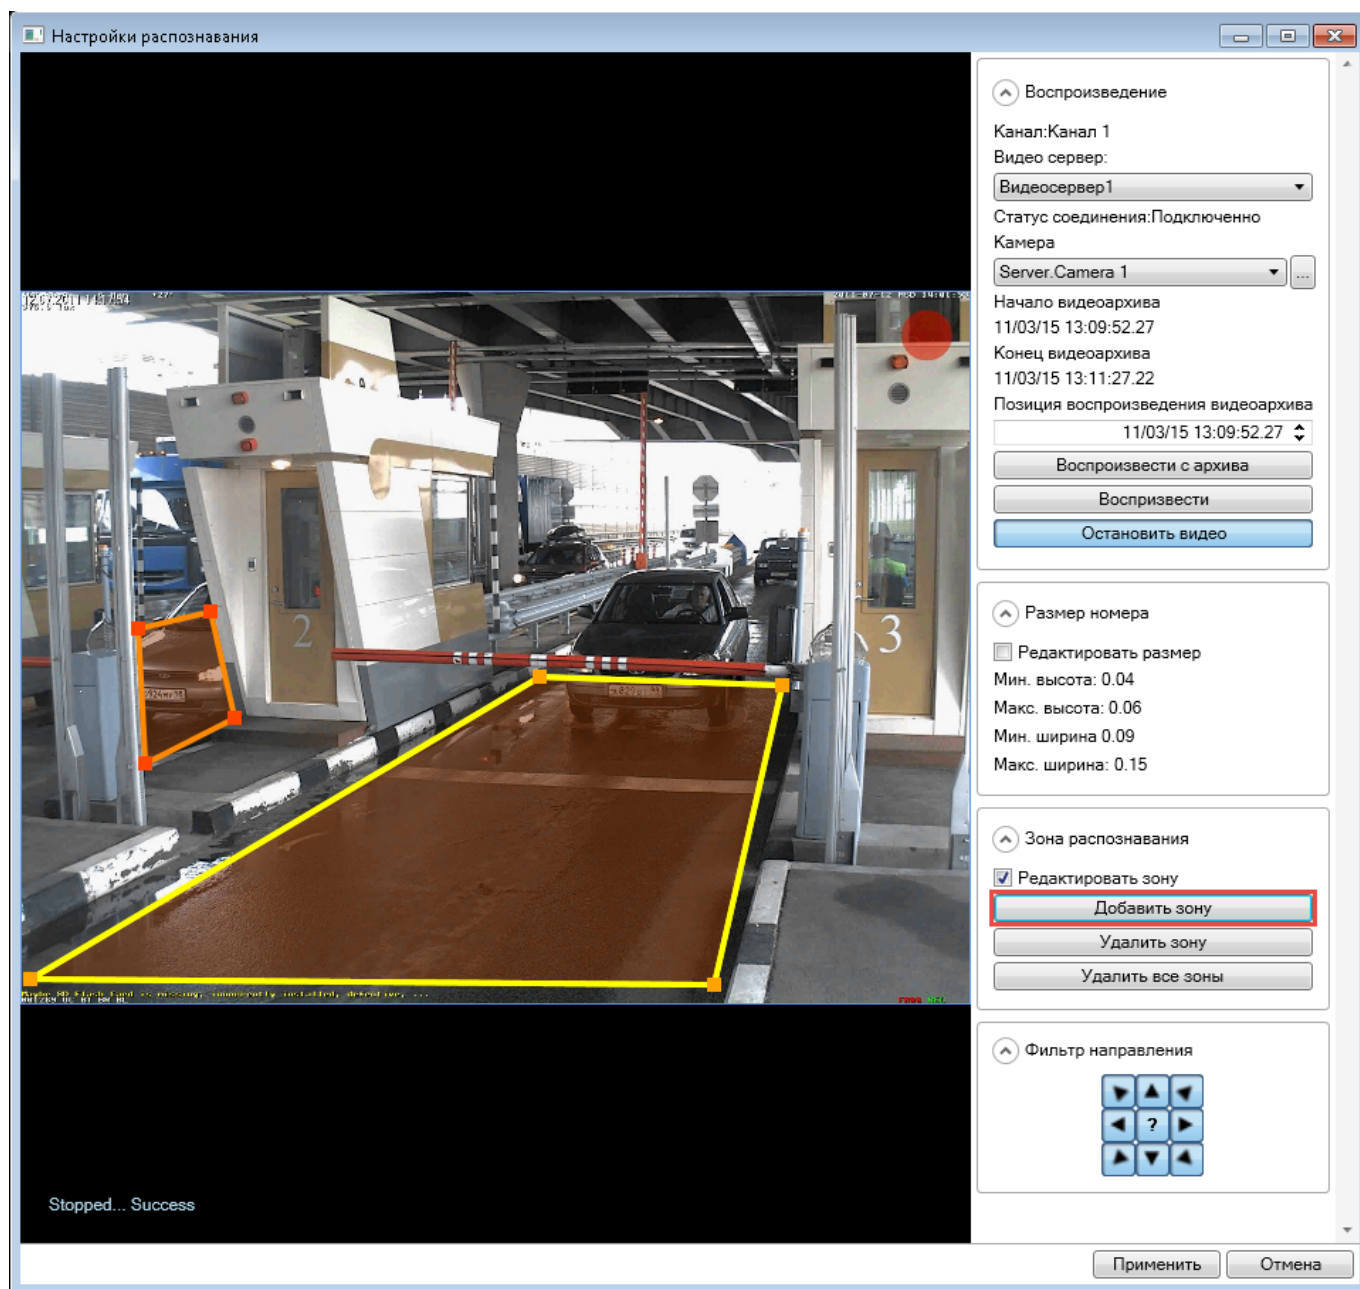 Настройки распознавания
Воспроизведение
Канал:Канал 1
Видео сервер:
Видеосервер1
Статус соединения:Подключенно
Камера
Server.Camera 1
...
Начало видеоархива
11/03/15 13:09:52.27
Конец видеоархива
11/03/15 13:11:27.22
Позиция воспроизведения видеоархива
11/03/15 13:09:52.27
Воспроизвести с архива
Воспризвести
Остановить видео
Размер номера
Редактировать размер
Мин. высота: 0.04
Макс. высота: 0.06
Мин. ширина 0.09
Макс. ширина: 0.15
Зона распознавания
Редактировать зону
Добавить зону
Удалить зону
Удалить все зоны
Фильтр направления
?
2
3
Stopped... Success
Применить
Отмена